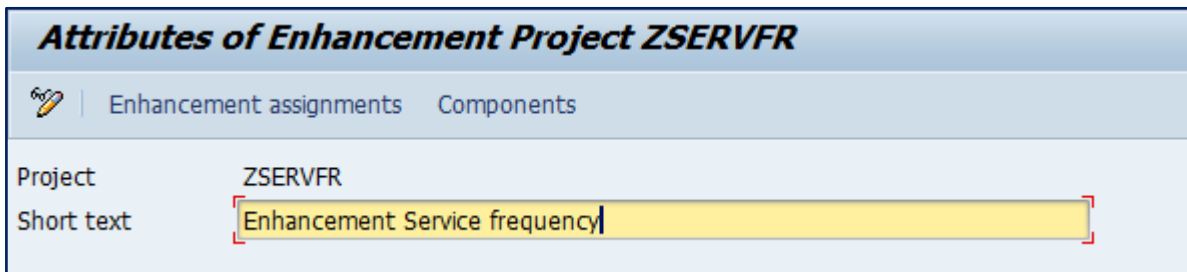 Attributes of Enhancement Project ZSERVFR
Enhancement assignments Components
Project ZSERVFR
Short text Enhancement Service frequency